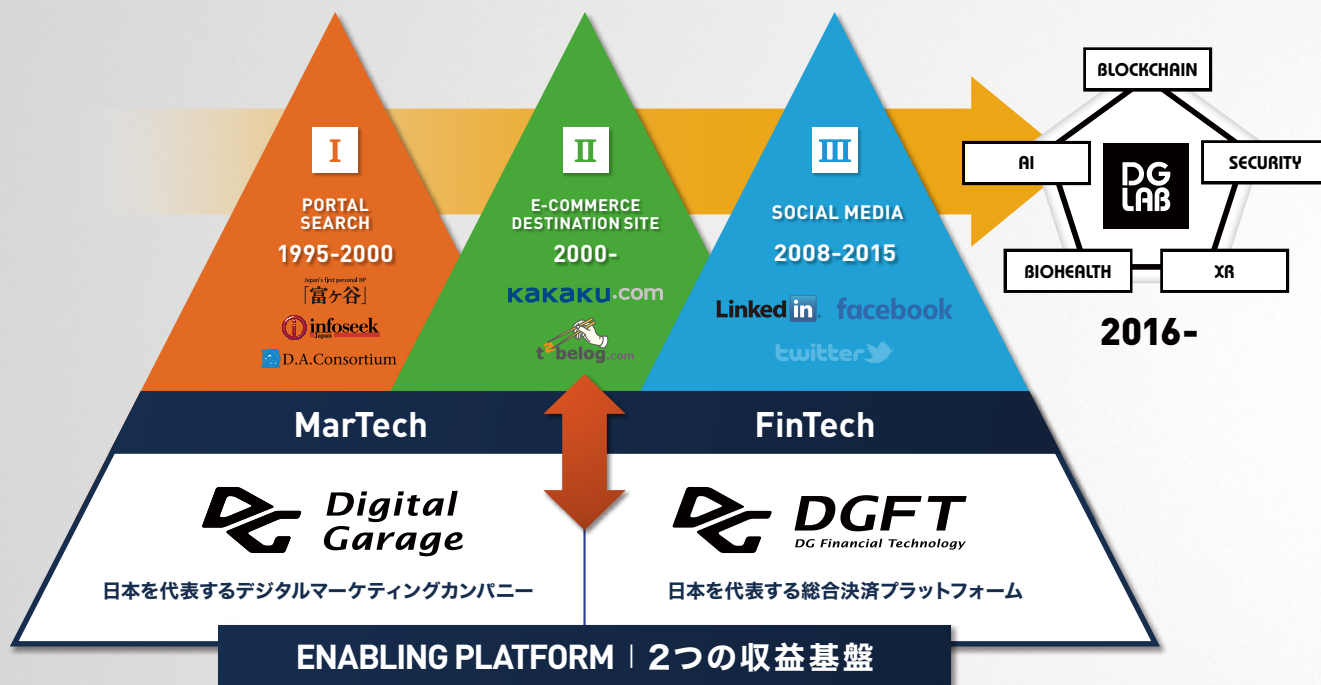 I
PORTAL
SEARCH
1995-2000
Japan's first personal HP
「富ヶ谷」
infoseek
Japan
D.A.Consortium
II
E-COMMERCE
DESTINATION SITE
2000-
KaKaKU.com
tabelog.com
III
SOCIAL MEDIA
2008-2015
Linked in
facebook
twitter
BLOCKCHAIN
AI
DG
LAB
SECURITY
BIOHEALTH
XR
2016-
MarTech
FinTech
Digital
Garage
日本を代表するデジタルマーケティングカンパニー
DGFT
DG Financial Technology
日本を代表する総合決済プラットフォーム
ENABLING PLATFORM | 2つの収益基盤